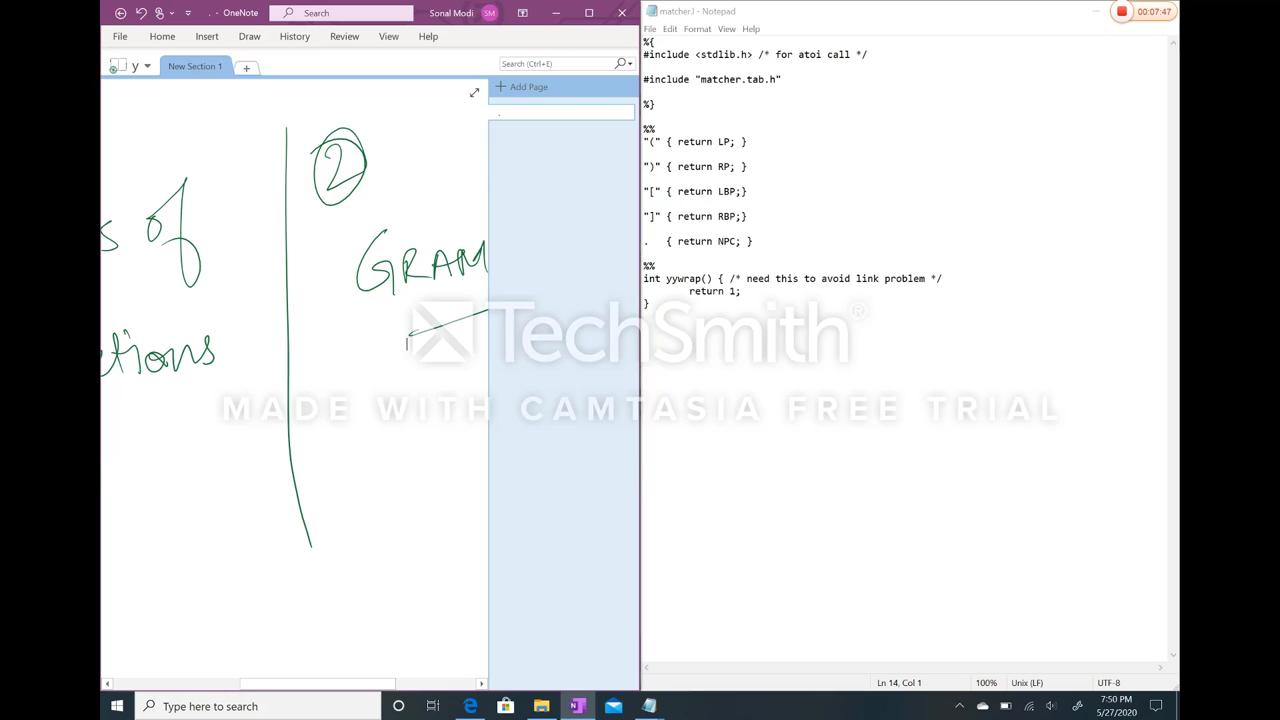 OneNote
Search
Sonal Modi
SM
File Home Insert Draw History Review View Help
y
New Section 1
Search (Ctrl+E)
Add Page
.
2
s of
GRAM
ctions
matcher.l - Notepad
00:07:47
File Edit Format View Help
%{
#include <stdlib.h> /* for atoi call */
#include "matcher.tab.h"
%}
%%
"(" { return LP; }
")" { return RP; }
"[" { return LBP;}
"]" { return RBP;}
. { return NPC; }
%%
int yywrap() { /* need this to avoid link problem */
return 1;
}
TechSmith®
MADE WITH CAMTASIA FREE TRIAL
Ln 14, Col 1 100% Unix (LF) UTF-8
Type here to search
7:50 PM
5/27/2020